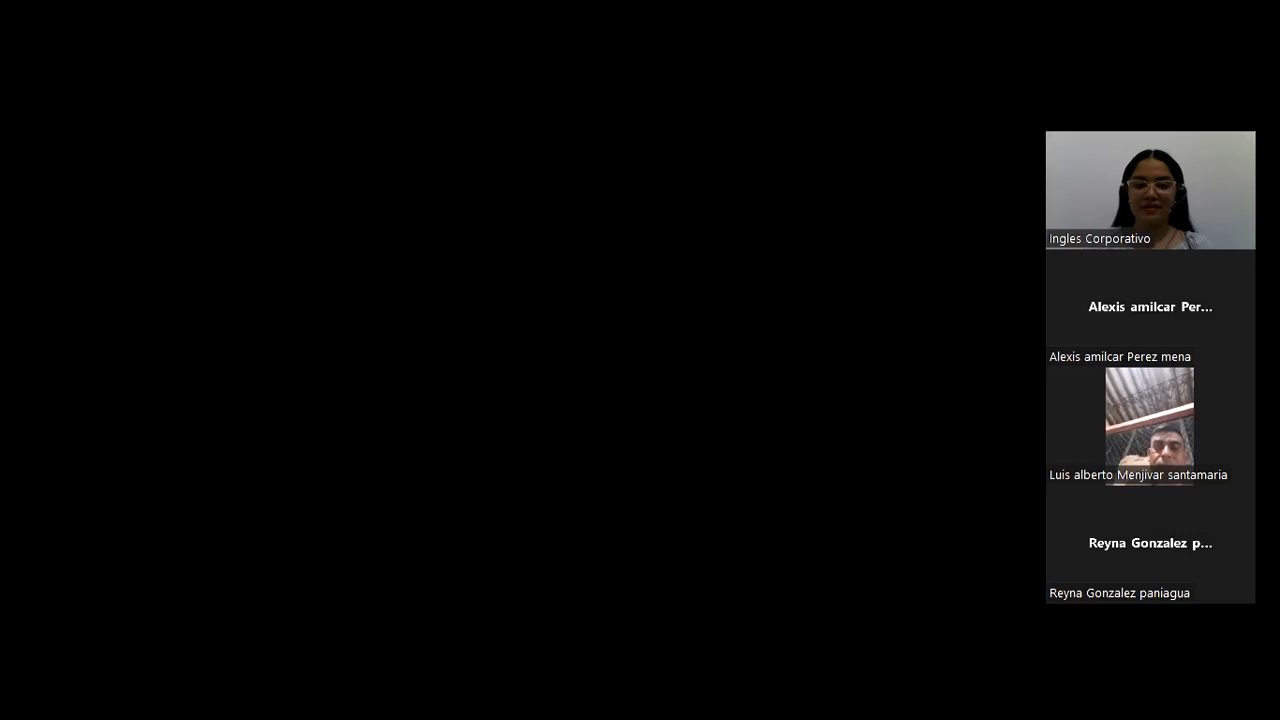 Ingles Corporativo
Alexis amilcar Per...
Alexis amilcar Perez mena
Luis alberto Menjivar santamaria
Reyna Gonzalez p...
Reyna Gonzalez paniagua